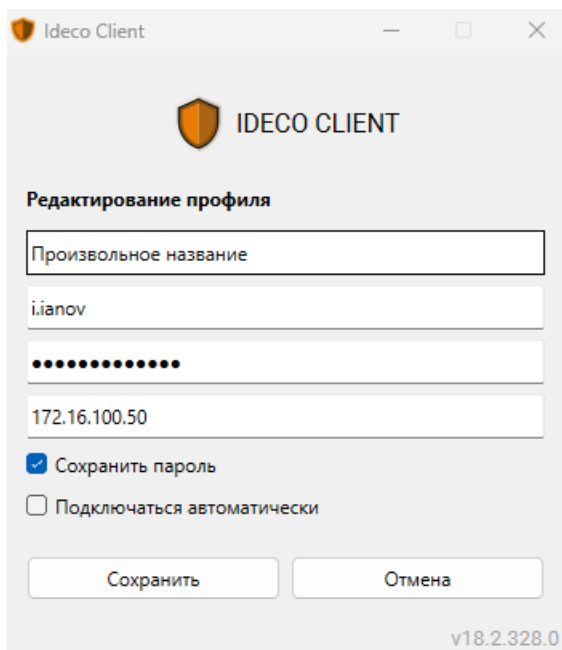 Ideco Client
IDECO CLIENT
Редактирование профиля
Произвольное название
i.ianov
•••••••••••••
172.16.100.50
Сохранить пароль
Подключаться автоматически
Сохранить
Отмена
v18.2.328.0